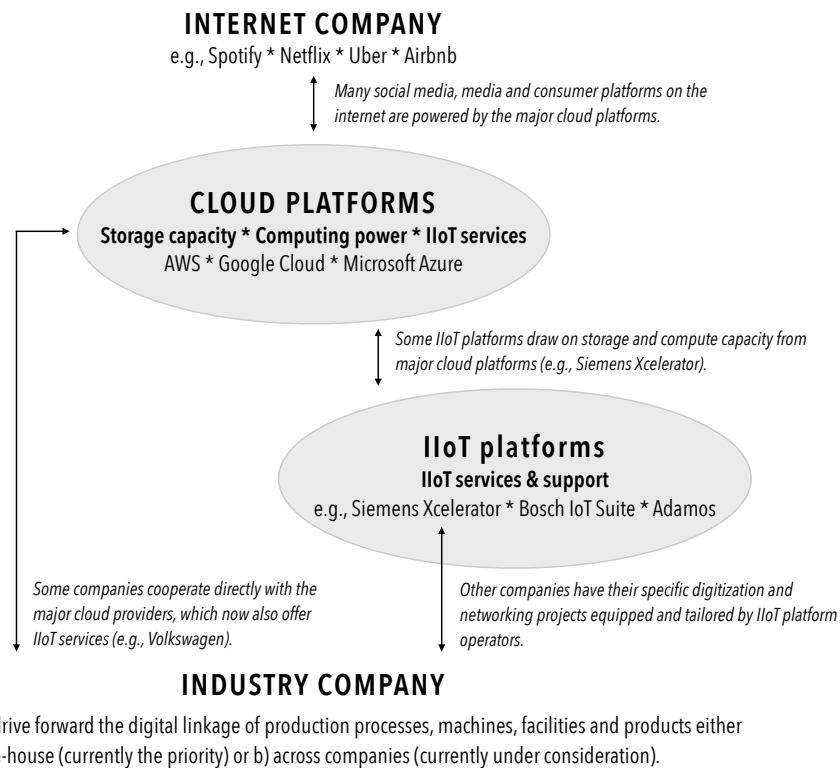 INTERNET COMPANY
e.g., Spotify * Netflix * Uber * Airbnb
Many social media, media and consumer platforms on the
internet are powered by the major cloud platforms.
CLOUD PLATFORMS
Storage capacity * Computing power * IIoT services
AWS * Google Cloud * Microsoft Azure
Some IIoT platforms draw on storage and compute capacity from
major cloud platforms (e.g., Siemens Xcelerator).
IIoT platforms
IIoT services & support
e.g., Siemens Xcelerator * Bosch IoT Suite * Adamos
Some companies cooperate directly with the
major cloud providers, which now also offer
IIoT services (e.g., Volkswagen).
Other companies have their specific digitization and
networking projects equipped and tailored by IIoT platform
operators.
INDUSTRY COMPANY
forward the digital linkage of production processes, machines, facilities and products either
-house (currently the priority) or b) across companies (currently under consideration).